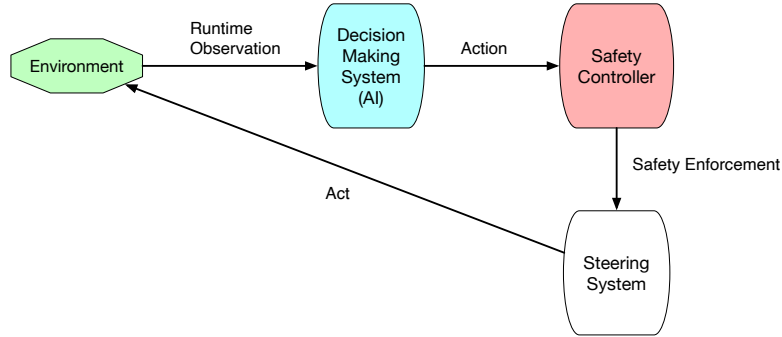 Runtime
Observation
Environment
Decision
Making
System
(AI)
Action
Safety
Controller
Safety Enforcement
Act
Steering
System